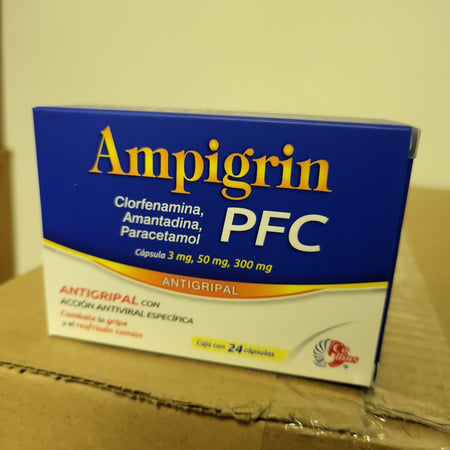 Ampigrin
Clorfenamina,
Amantadina,
Paracetamol
PFC
Cápsula 3 mg, 50 mg, 300 mg
ANTIGRIPAL
ANTIGRIPAL CON
ACCIÓN ANTIVIRAL ESPECÍFICA
Combate la gripe
y el resfriado común
Caja con 24 cápsulas
Collins